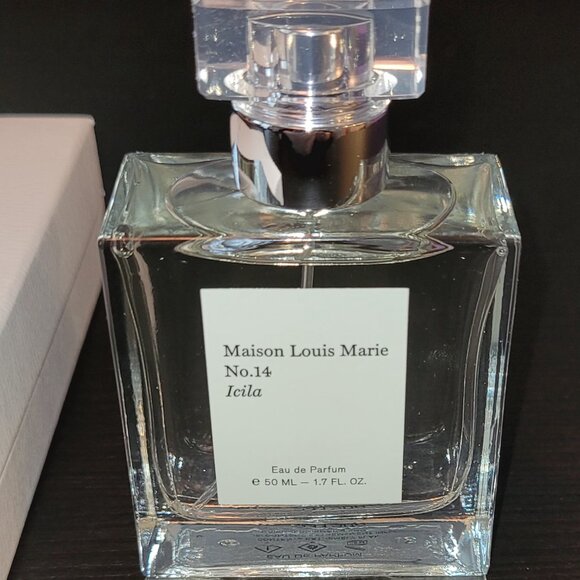 Maison Louis Marie
No.14
Icila
Eau de Parfum
e 50 ML – 1.7 FL. OZ.